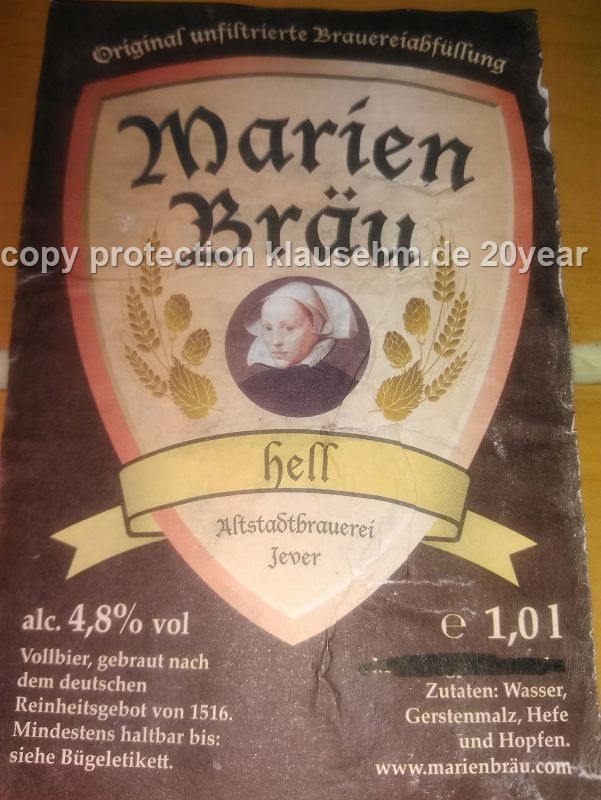 Original unfiltrierte Brauereiabfüllung
Marien
Bräu
copy protection klausehm.de 20year
hell
Altstadtbrauerei
Jever
alc. 4,8% vol
Vollbier, gebraut nach
dem deutschen
Reinheitsgebot von 1516.
Mindestens haltbar bis:
siehe Bügeletikett.
e 1,0 l
Zutaten: Wasser,
Gerstenmalz, Hefe
und Hopfen.
www.marienbräu.com